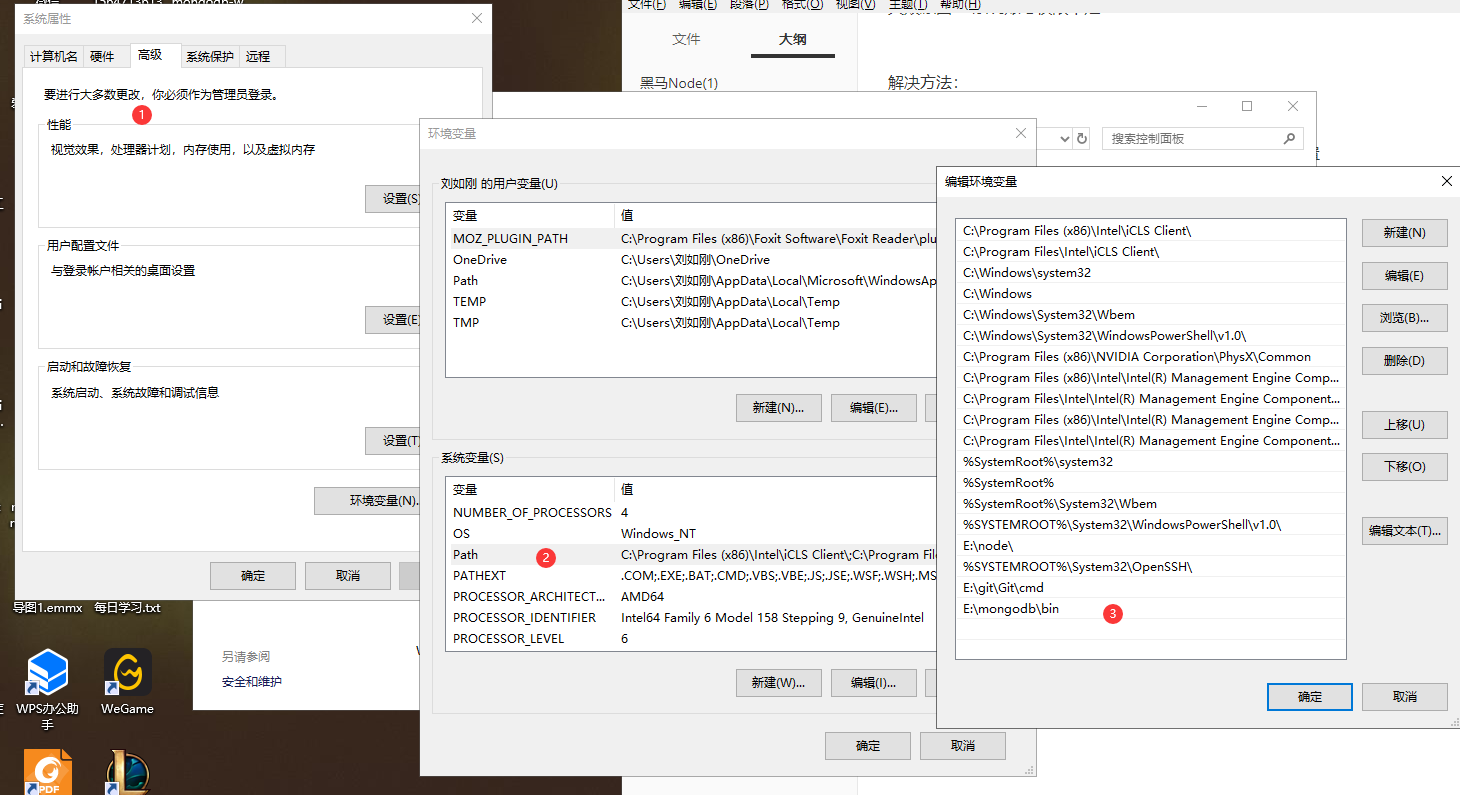 文件(F) 编辑(E) 段落(P) 格式(O) 视图(V) 主题(T) 帮助(H)
文件 大纲
黑马Node(1)
解决方法：
搜索控制面板
系统属性
计算机名 硬件 高级 系统保护 远程
要进行大多数更改，你必须作为管理员登录。
1
性能
视觉效果，处理器计划，内存使用，以及虚拟内存
设置(S)
用户配置文件
与登录帐户相关的桌面设置
设置(E)
启动和故障恢复
系统启动、系统故障和调试信息
设置(T)
环境变量(N).
确定 取消
环境变量
刘如刚 的用户变量(U)
变量 值
MOZ_PLUGIN_PATH C:\Program Files (x86)\Foxit Software\Foxit Reader\plu
OneDrive C:\Users\刘如刚\OneDrive
Path C:\Users\刘如刚\AppData\Local\Microsoft\WindowsAp
TEMP C:\Users\刘如刚\AppData\Local\Temp
TMP C:\Users\刘如刚\AppData\Local\Temp
新建(N)... 编辑(E)...
系统变量(S)
变量 值
NUMBER_OF_PROCESSORS 4
OS Windows_NT
Path 2 C:\Program Files (x86)\Intel\iCLS Client\;C:\Program File
PATHEXT .COM;.EXE;.BAT;.CMD;.VBS;.VBE;.JS;.JSE;.WSF;.WSH;.MS
PROCESSOR_ARCHITECT... AMD64
PROCESSOR_IDENTIFIER Intel64 Family 6 Model 158 Stepping 9, GenuineIntel
PROCESSOR_LEVEL 6
新建(W)... 编辑(I)...
确定 取消
编辑环境变量
C:\Program Files (x86)\Intel\iCLS Client\
C:\Program Files\Intel\iCLS Client\
C:\Windows\system32
C:\Windows
C:\Windows\System32\Wbem
C:\Windows\System32\WindowsPowerShell\v1.0\
C:\Program Files (x86)\NVIDIA Corporation\PhysX\Common
C:\Program Files (x86)\Intel\Intel(R) Management Engine Comp...
C:\Program Files\Intel\Intel(R) Management Engine Component...
C:\Program Files (x86)\Intel\Intel(R) Management Engine Comp...
C:\Program Files\Intel\Intel(R) Management Engine Component...
%SystemRoot%\system32
%SystemRoot%
%SystemRoot%\System32\Wbem
%SYSTEMROOT%\System32\WindowsPowerShell\v1.0\
E:\node\
%SYSTEMROOT%\System32\OpenSSH\
E:\git\Git\cmd
E:\mongodb\bin
3
新建(N)
编辑(E)
浏览(B)...
删除(D)
上移(U)
下移(O)
编辑文本(T)...
确定 取消
导图1.emmx 每日学习.txt
另请参阅
安全和维护
WPS办公助
手
WeGame
PDF